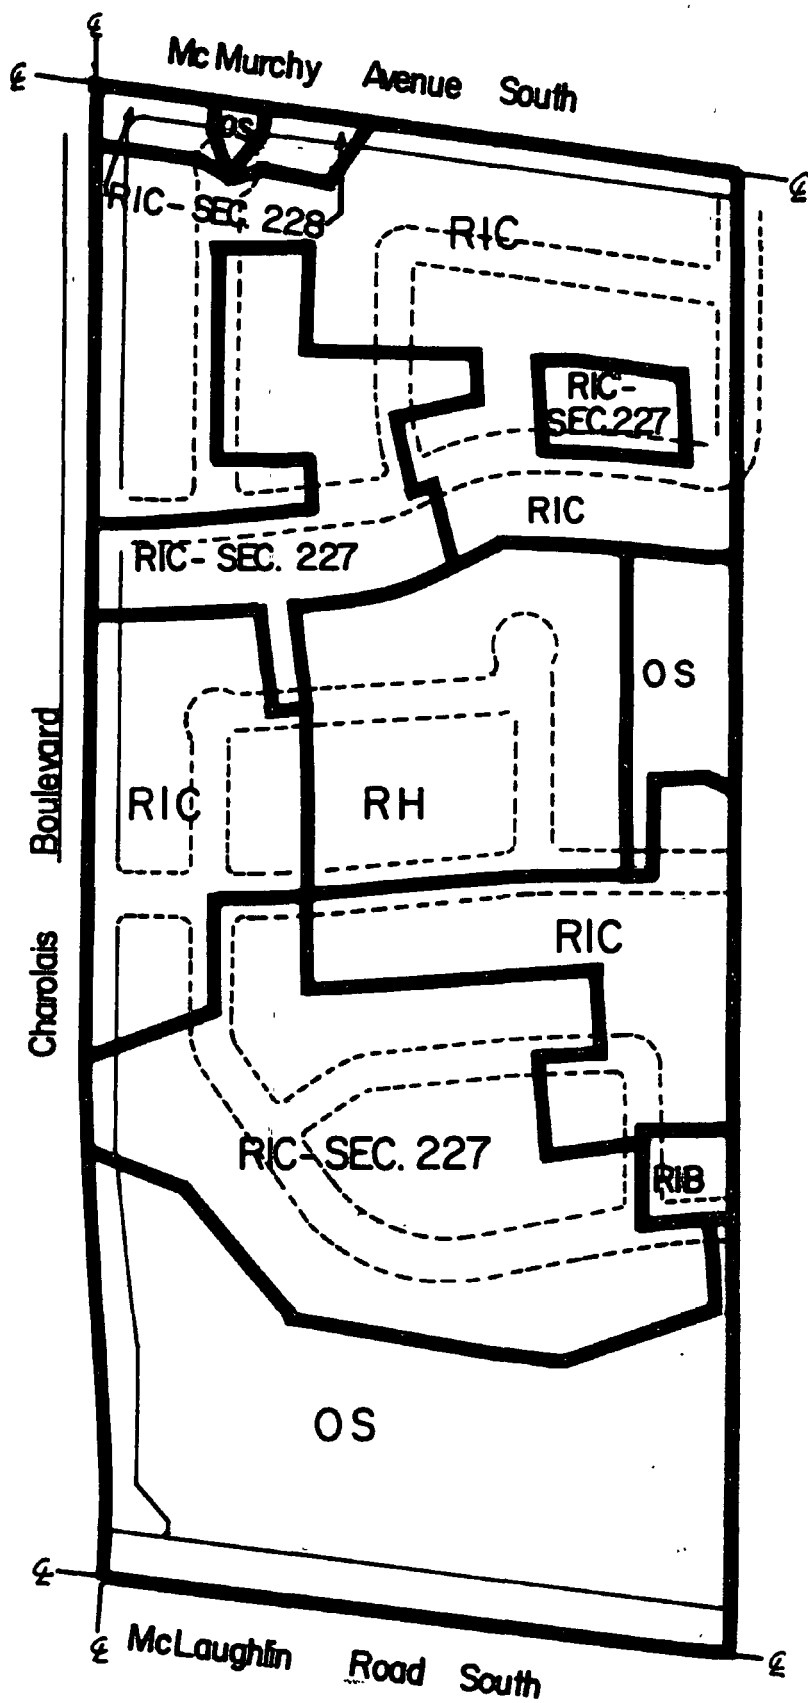 ℄
℄ Mc Murchy Avenue South
℄
OS
RIC-SEC. 228
RIC
RIC-
SEC.227
RIC
RIC-SEC. 227
OS
RIC
RH
Charolais Boulevard
RIC
RIC-SEC. 227
RIB
OS
℄
℄ McLaughlin Road South
℄